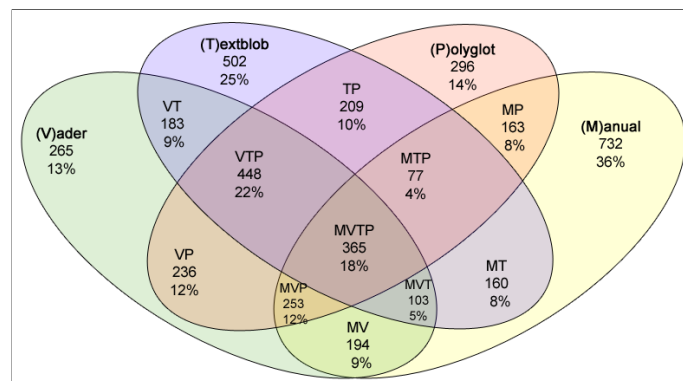 (T)extblob
502
25%
(P)olyglot
296
14%
TP
209
10%
VT
183
9%
MP
163
8%
(V)ader
265
13%
(M)anual
732
36%
VTP
448
22%
MTP
77
4%
MVTP
365
18%
VP
236
12%
MT
160
8%
MVP
253
12%
MVT
103
5%
MV
194
9%